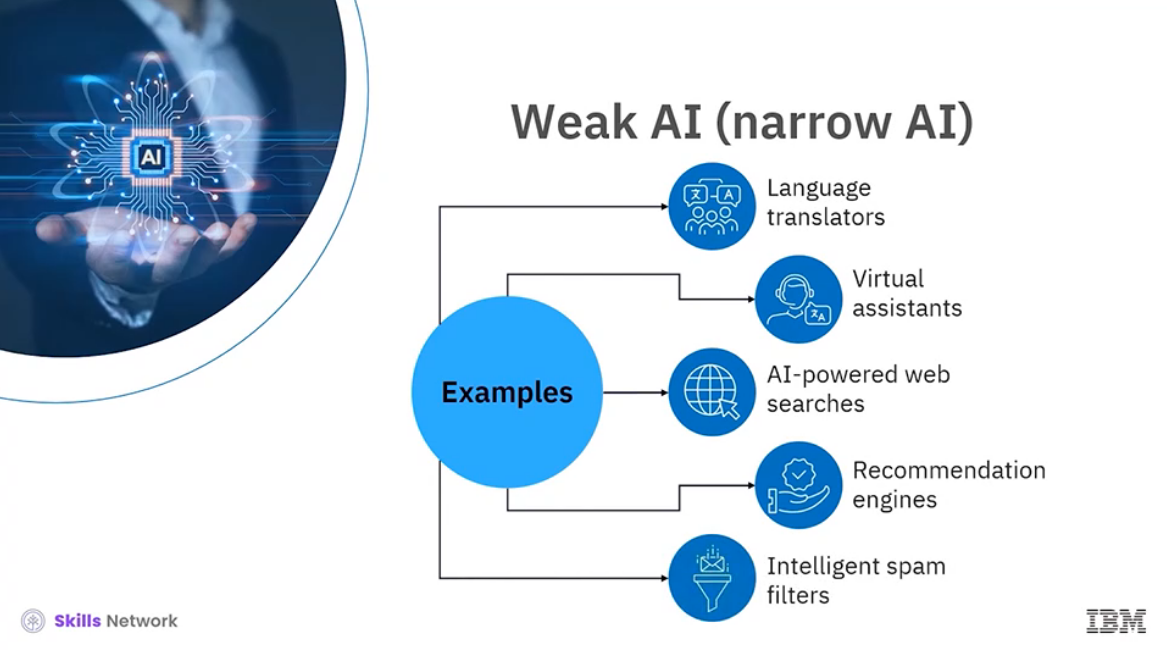 AI
Weak AI (narrow AI)
Language
translators
Virtual
assistants
Examples
AI-powered web
searches
Recommendation
engines
Intelligent spam
filters
Skills Network
IBM